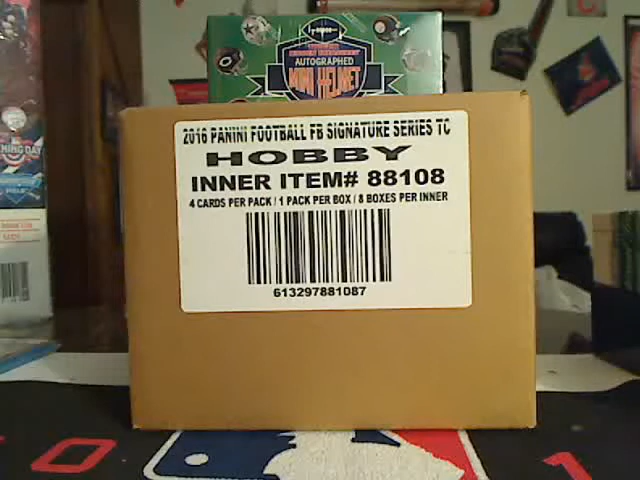 AUTOGRAPHED
MINI HELMET
2016 PANINI FOOTBALL FB SIGNATURE SERIES TC
HOBBY
INNER ITEM# 88108
4 CARDS PER PACK / 1 PACK PER BOX / 8 BOXES PER INNER
613297881087